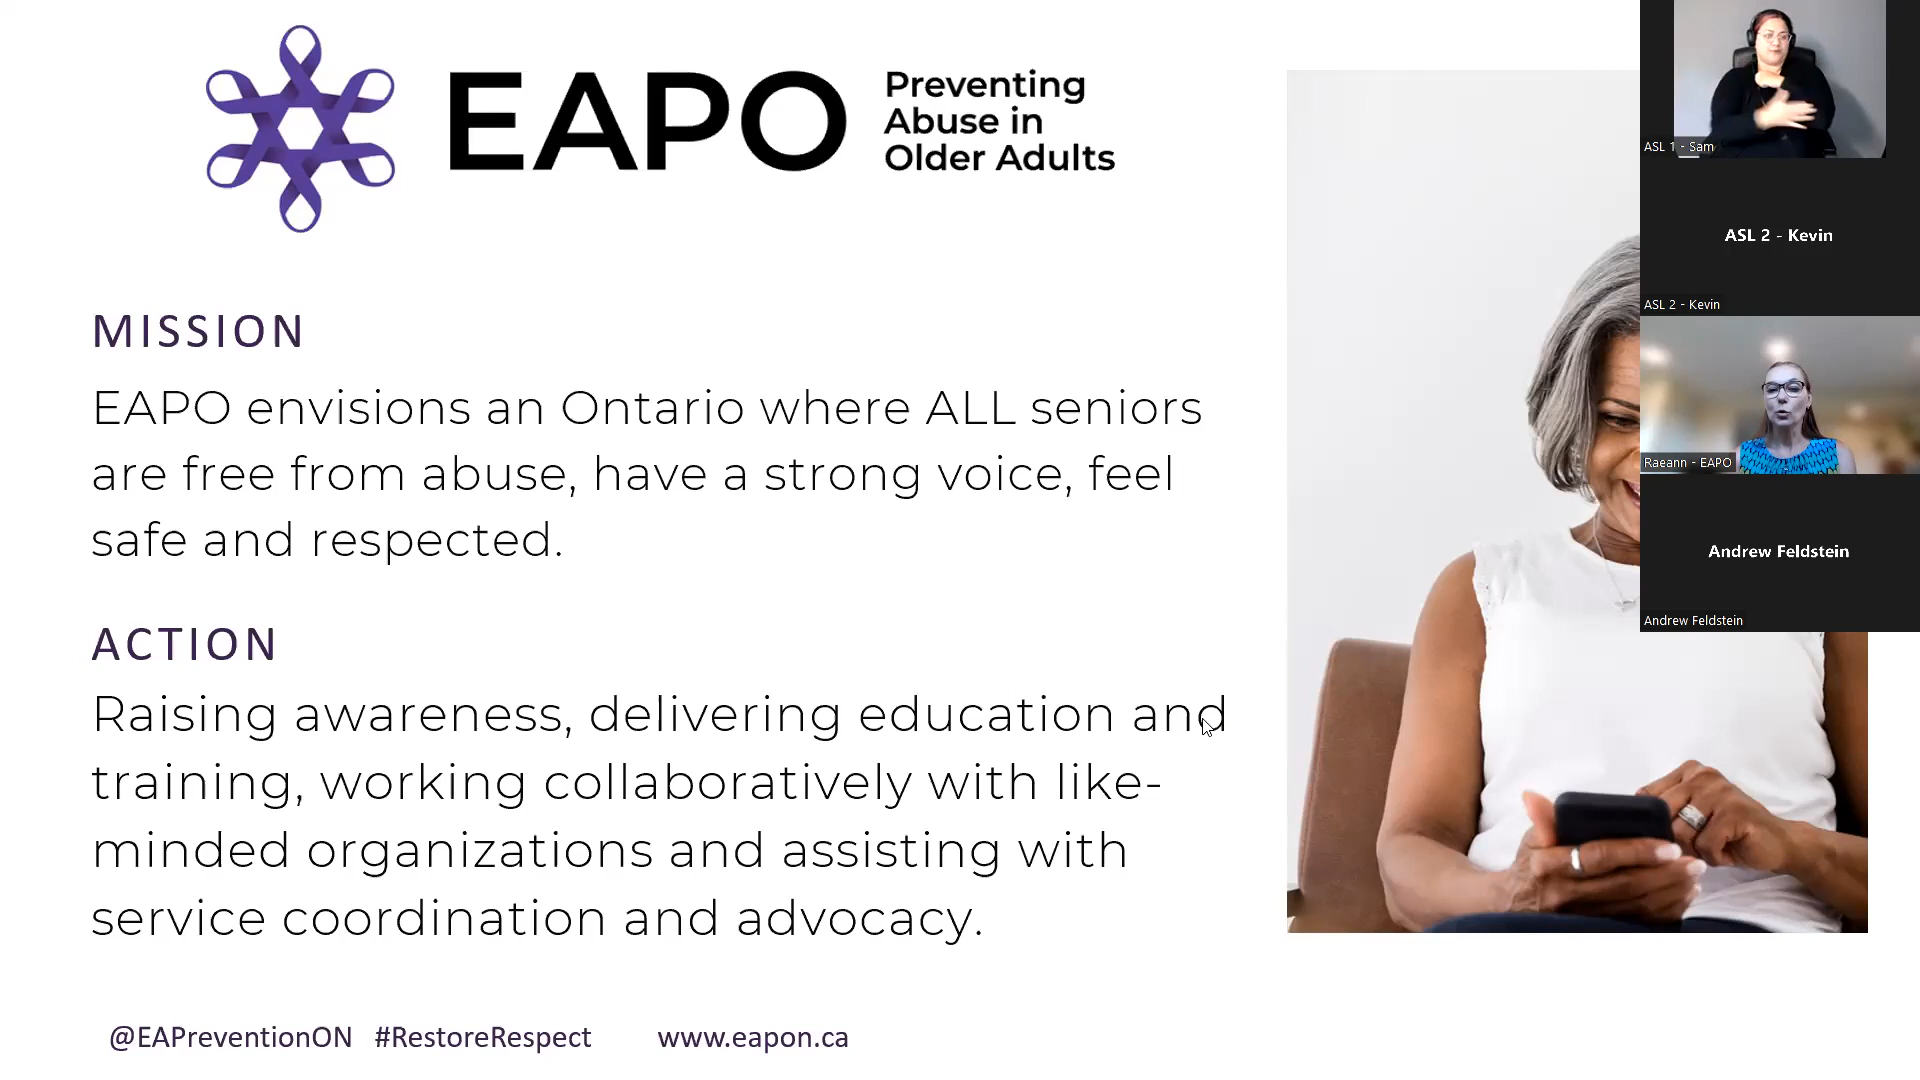 EAPO
Preventing
Abuse in
Older Adults
MISSION
EAPO envisions an Ontario where ALL seniors
are free from abuse, have a strong voice, feel
safe and respected.
ACTION
Raising awareness, delivering education and
training, working collaboratively with like-
minded organizations and assisting with
service coordination and advocacy.
@EAPreventionON #RestoreRespect www.eapon.ca
ASL 1 - Sam
ASL 2 - Kevin
ASL 2 - Kevin
Raeann - EAPO
Andrew Feldstein
Andrew Feldstein